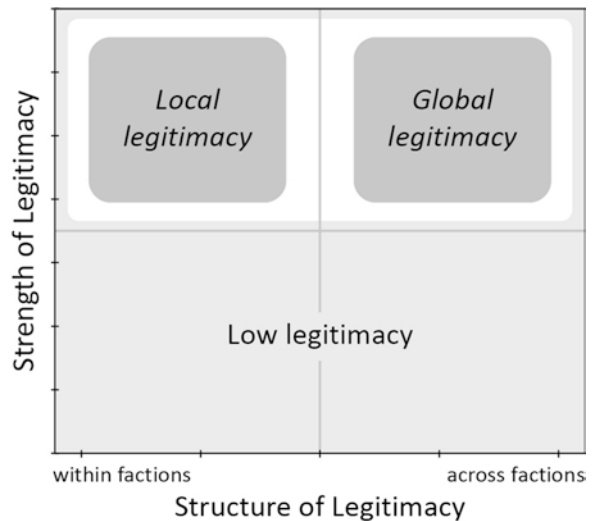 Local
legitimacy
Global
legitimacy
Strength of Legitimacy
Low legitimacy
within factions
across factions
Structure of Legitimacy